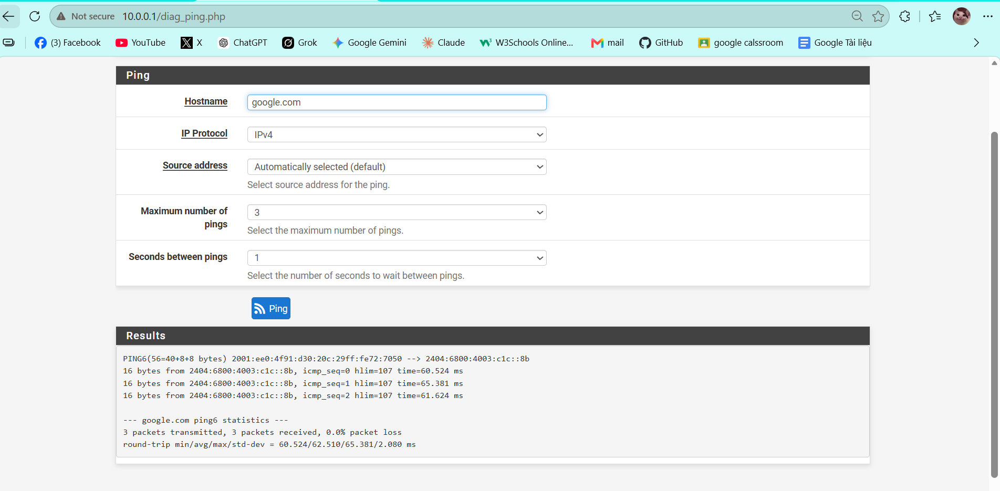 Not secure 10.0.0.1/diag_ping.php
(3) Facebook YouTube X ChatGPT Grok Google Gemini Claude W3Schools Online... mail GitHub google calssroom Google Tài liệu
Ping
Hostname google.com
IP Protocol IPv4
Source address Automatically selected (default)
Select source address for the ping.
Maximum number of pings 3
Select the maximum number of pings.
Seconds between pings 1
Select the number of seconds to wait between pings.
Ping
Results
PING6(56=40+8+8 bytes) 2001:ee0:4f91:d30:20c:29ff:fe72:7050 --> 2404:6800:4003:c1c::8b
16 bytes from 2404:6800:4003:c1c::8b, icmp_seq=0 hlim=107 time=60.524 ms
16 bytes from 2404:6800:4003:c1c::8b, icmp_seq=1 hlim=107 time=65.381 ms
16 bytes from 2404:6800:4003:c1c::8b, icmp_seq=2 hlim=107 time=61.624 ms
--- google.com ping6 statistics ---
3 packets transmitted, 3 packets received, 0.0% packet loss
round-trip min/avg/max/std-dev = 60.524/62.510/65.381/2.080 ms